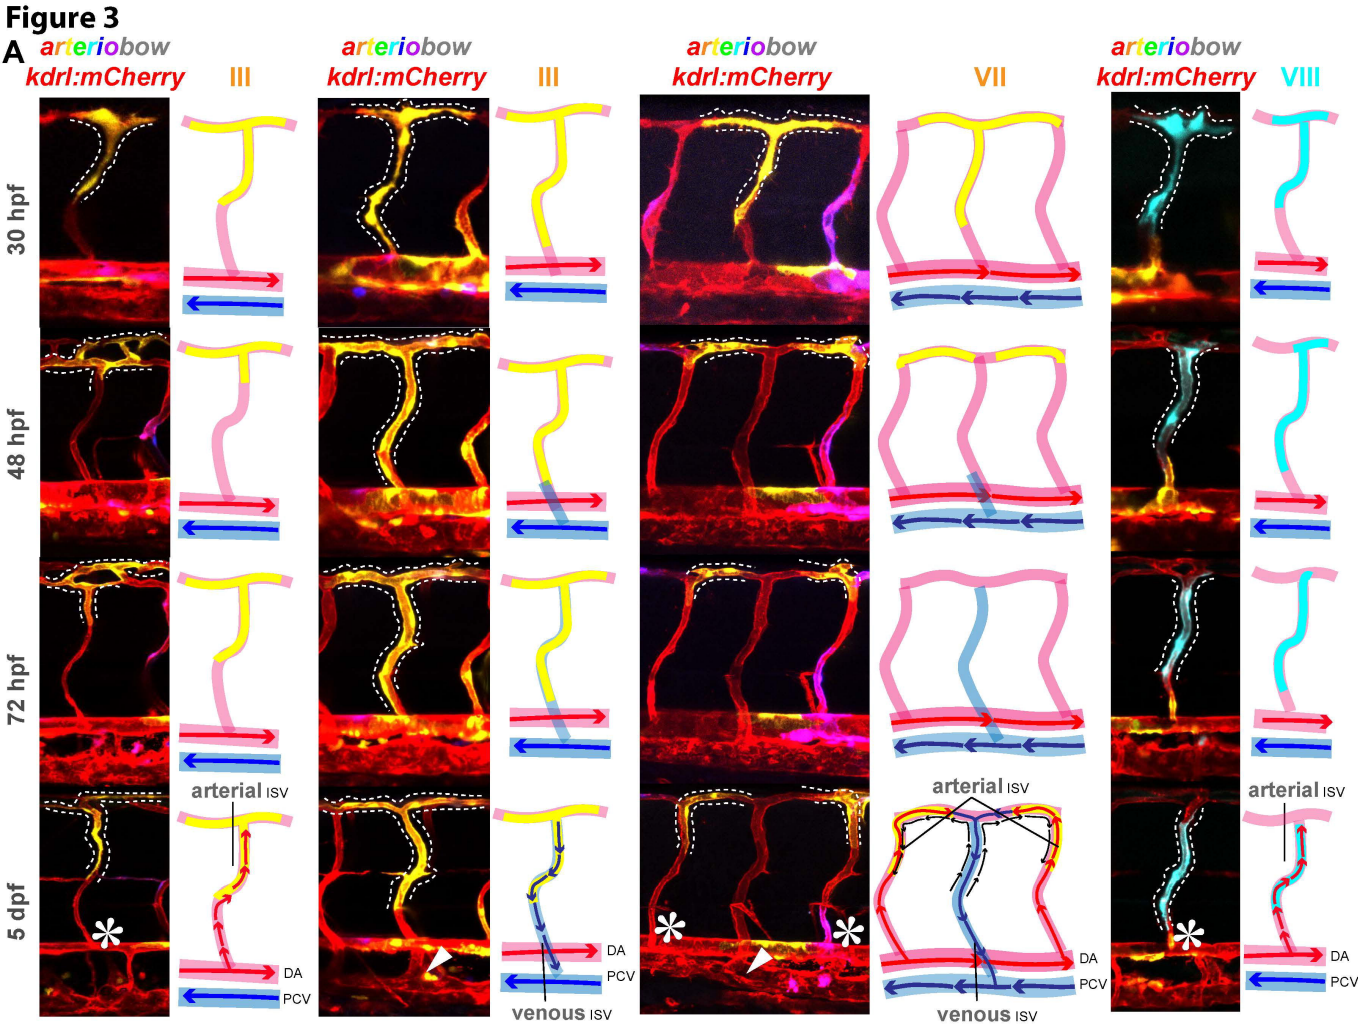 Figure 3
A
arteriobow
kdrl:mCherry
III
arteriobow
kdrl:mCherry
III
arteriobow
kdrl:mCherry
VII
arteriobow
kdrl:mCherry
VIII
30 hpf
48 hpf
72 hpf
5 dpf
arterial ISV
DA
PCV
DA
PCV
venous ISV
arterial ISV
DA
PCV
venous ISV
arterial ISV
DA
PCV